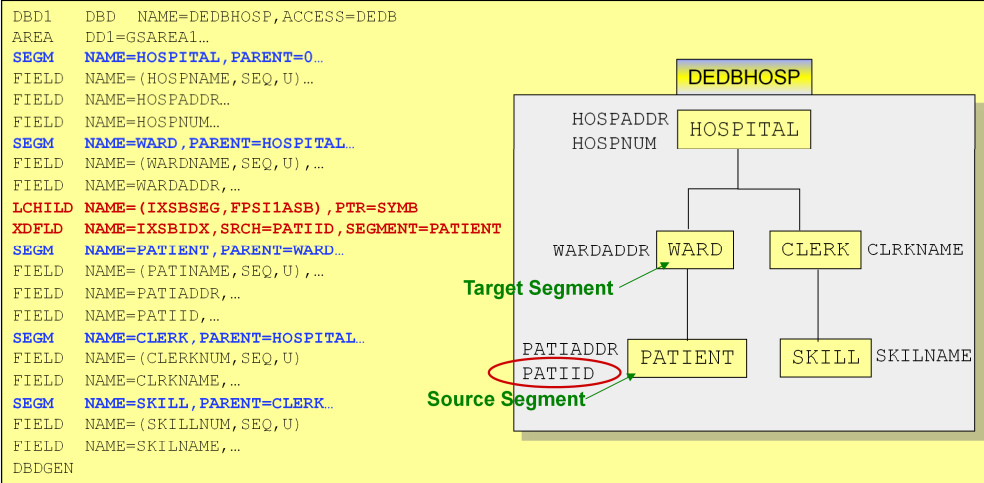 DBD1 DBD NAME=DEDBHOSP,ACCESS=DEDB
AREA DD1=GSAREA1…
SEGM NAME=HOSPITAL,PARENT=0…
FIELD NAME=(HOSPNAME,SEQ,U)…
FIELD NAME=HOSPADDR…
FIELD NAME=HOSPNUM…
SEGM NAME=WARD,PARENT=HOSPITAL…
FIELD NAME=(WARDNAME,SEQ,U),…
FIELD NAME=WARDADDR,…
LCHILD NAME=(IXSBSEG,FPSI1ASB),PTR=SYMB
XDFLD NAME=IXSBIDX,SRCH=PATIID,SEGMENT=PATIENT
SEGM NAME=PATIENT,PARENT=WARD…
FIELD NAME=(PATINAME,SEQ,U),…
FIELD NAME=PATIADDR,…
FIELD NAME=PATIID,…
SEGM NAME=CLERK,PARENT=HOSPITAL…
FIELD NAME=(CLERKNUM,SEQ,U)
FIELD NAME=CLRKNAME,…
SEGM NAME=SKILL,PARENT=CLERK…
FIELD NAME=(SKILLNUM,SEQ,U)
FIELD NAME=SKILNAME,…
DBDGEN
DEDBHOSP
HOSPADDR
HOSPNUM
HOSPITAL
WARDADDR
WARD
CLERK
CLRKNAME
Target Segment
PATIADDR
PATIID
PATIENT
SKILL
SKILNAME
Source Segment